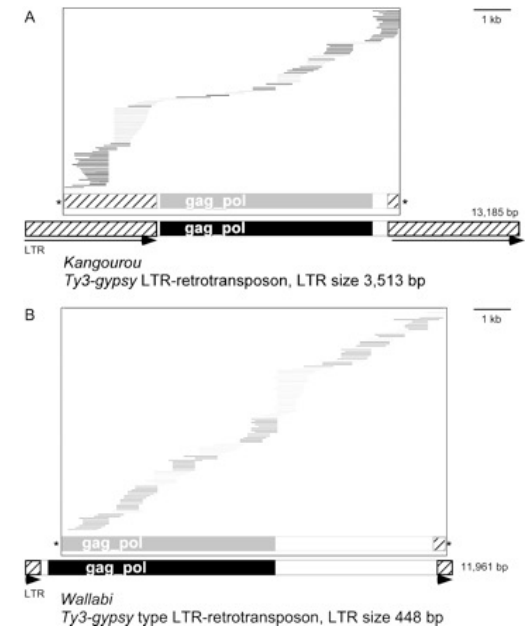 A
1 kb
* gag_pol *
13,185 bp
gag_pol
LTR
Kangourou
Ty3-gypsy LTR-retrotransposon, LTR size 3,513 bp
B
1 kb
* gag_pol *
gag_pol
11,961 bp
LTR
Wallabi
Ty3-gypsy type LTR-retrotransposon, LTR size 448 bp